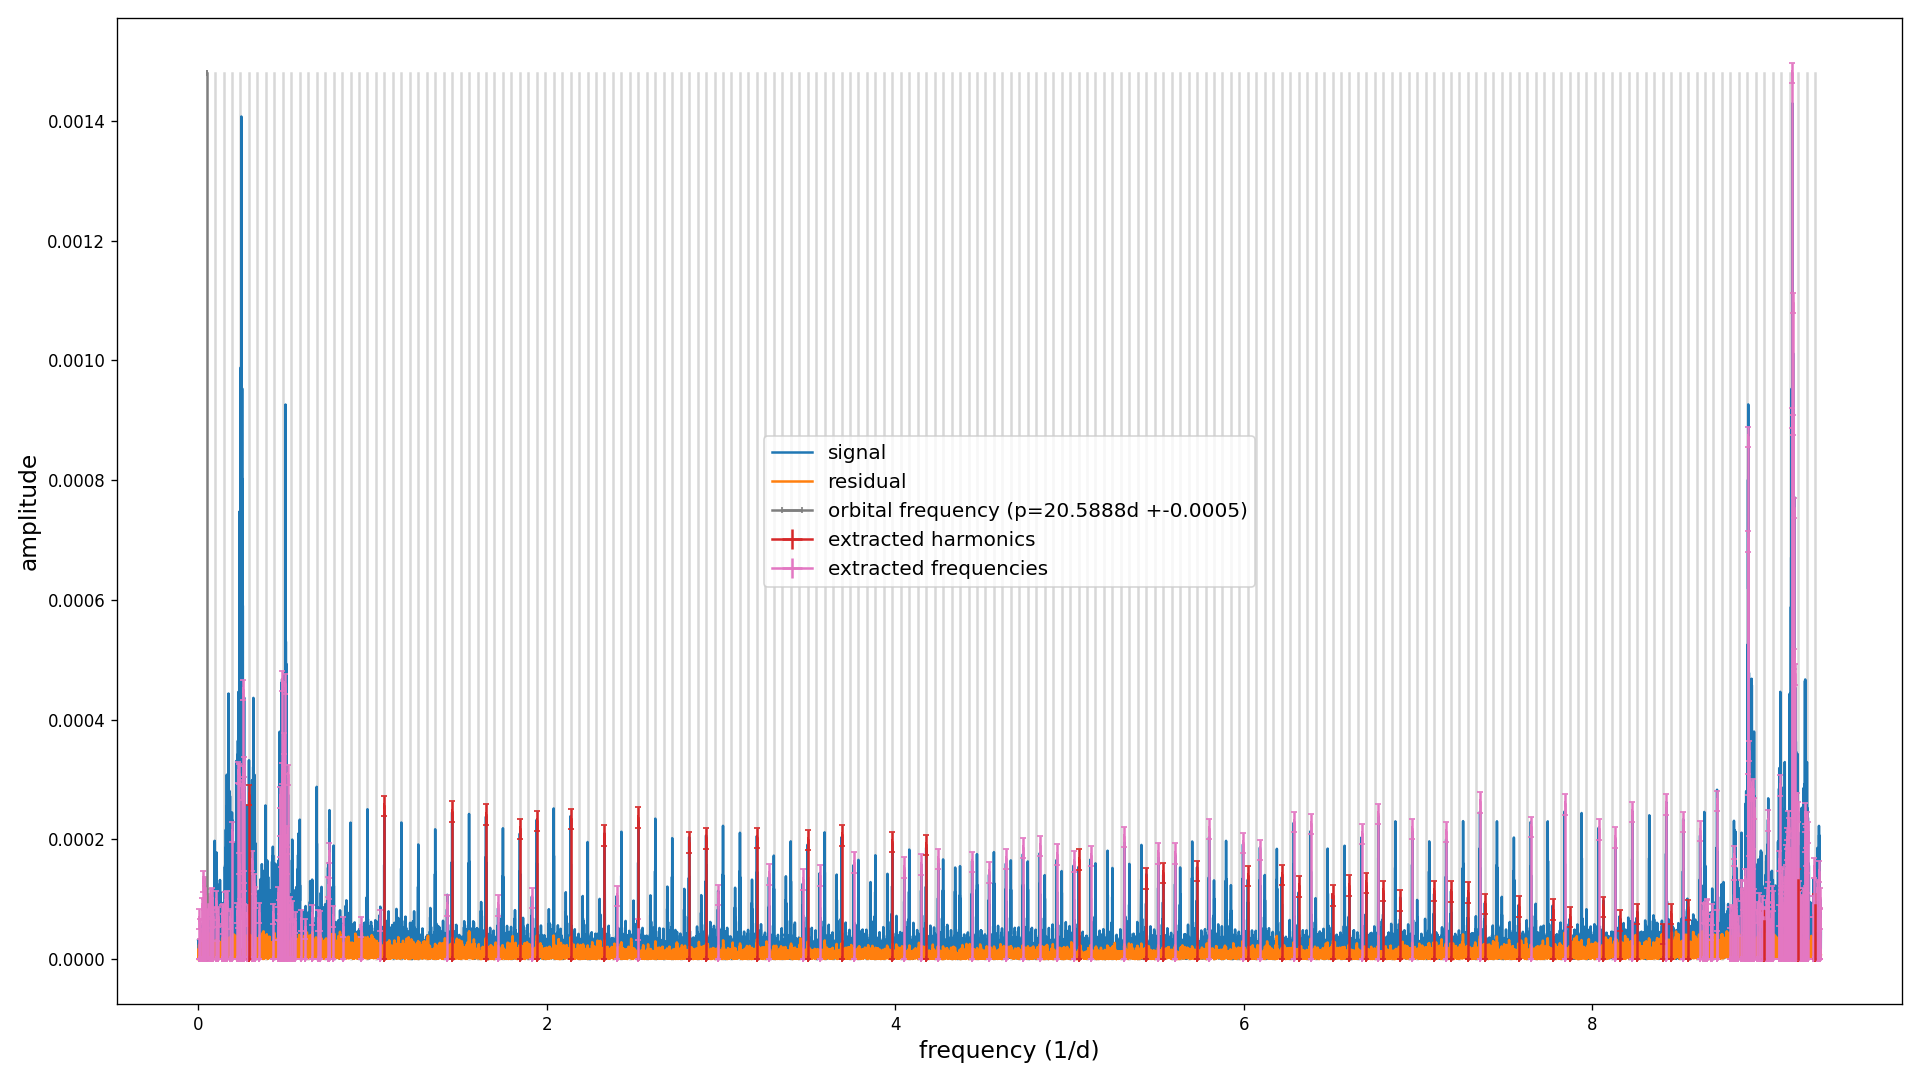 0.0014
0.0012
0.0010
0.0008
0.0006
0.0004
0.0002
0.0000
amplitude
signal
residual
orbital frequency (p=20.5888d +-0.0005)
extracted harmonics
extracted frequencies
0 2 4 6 8
frequency (1/d)